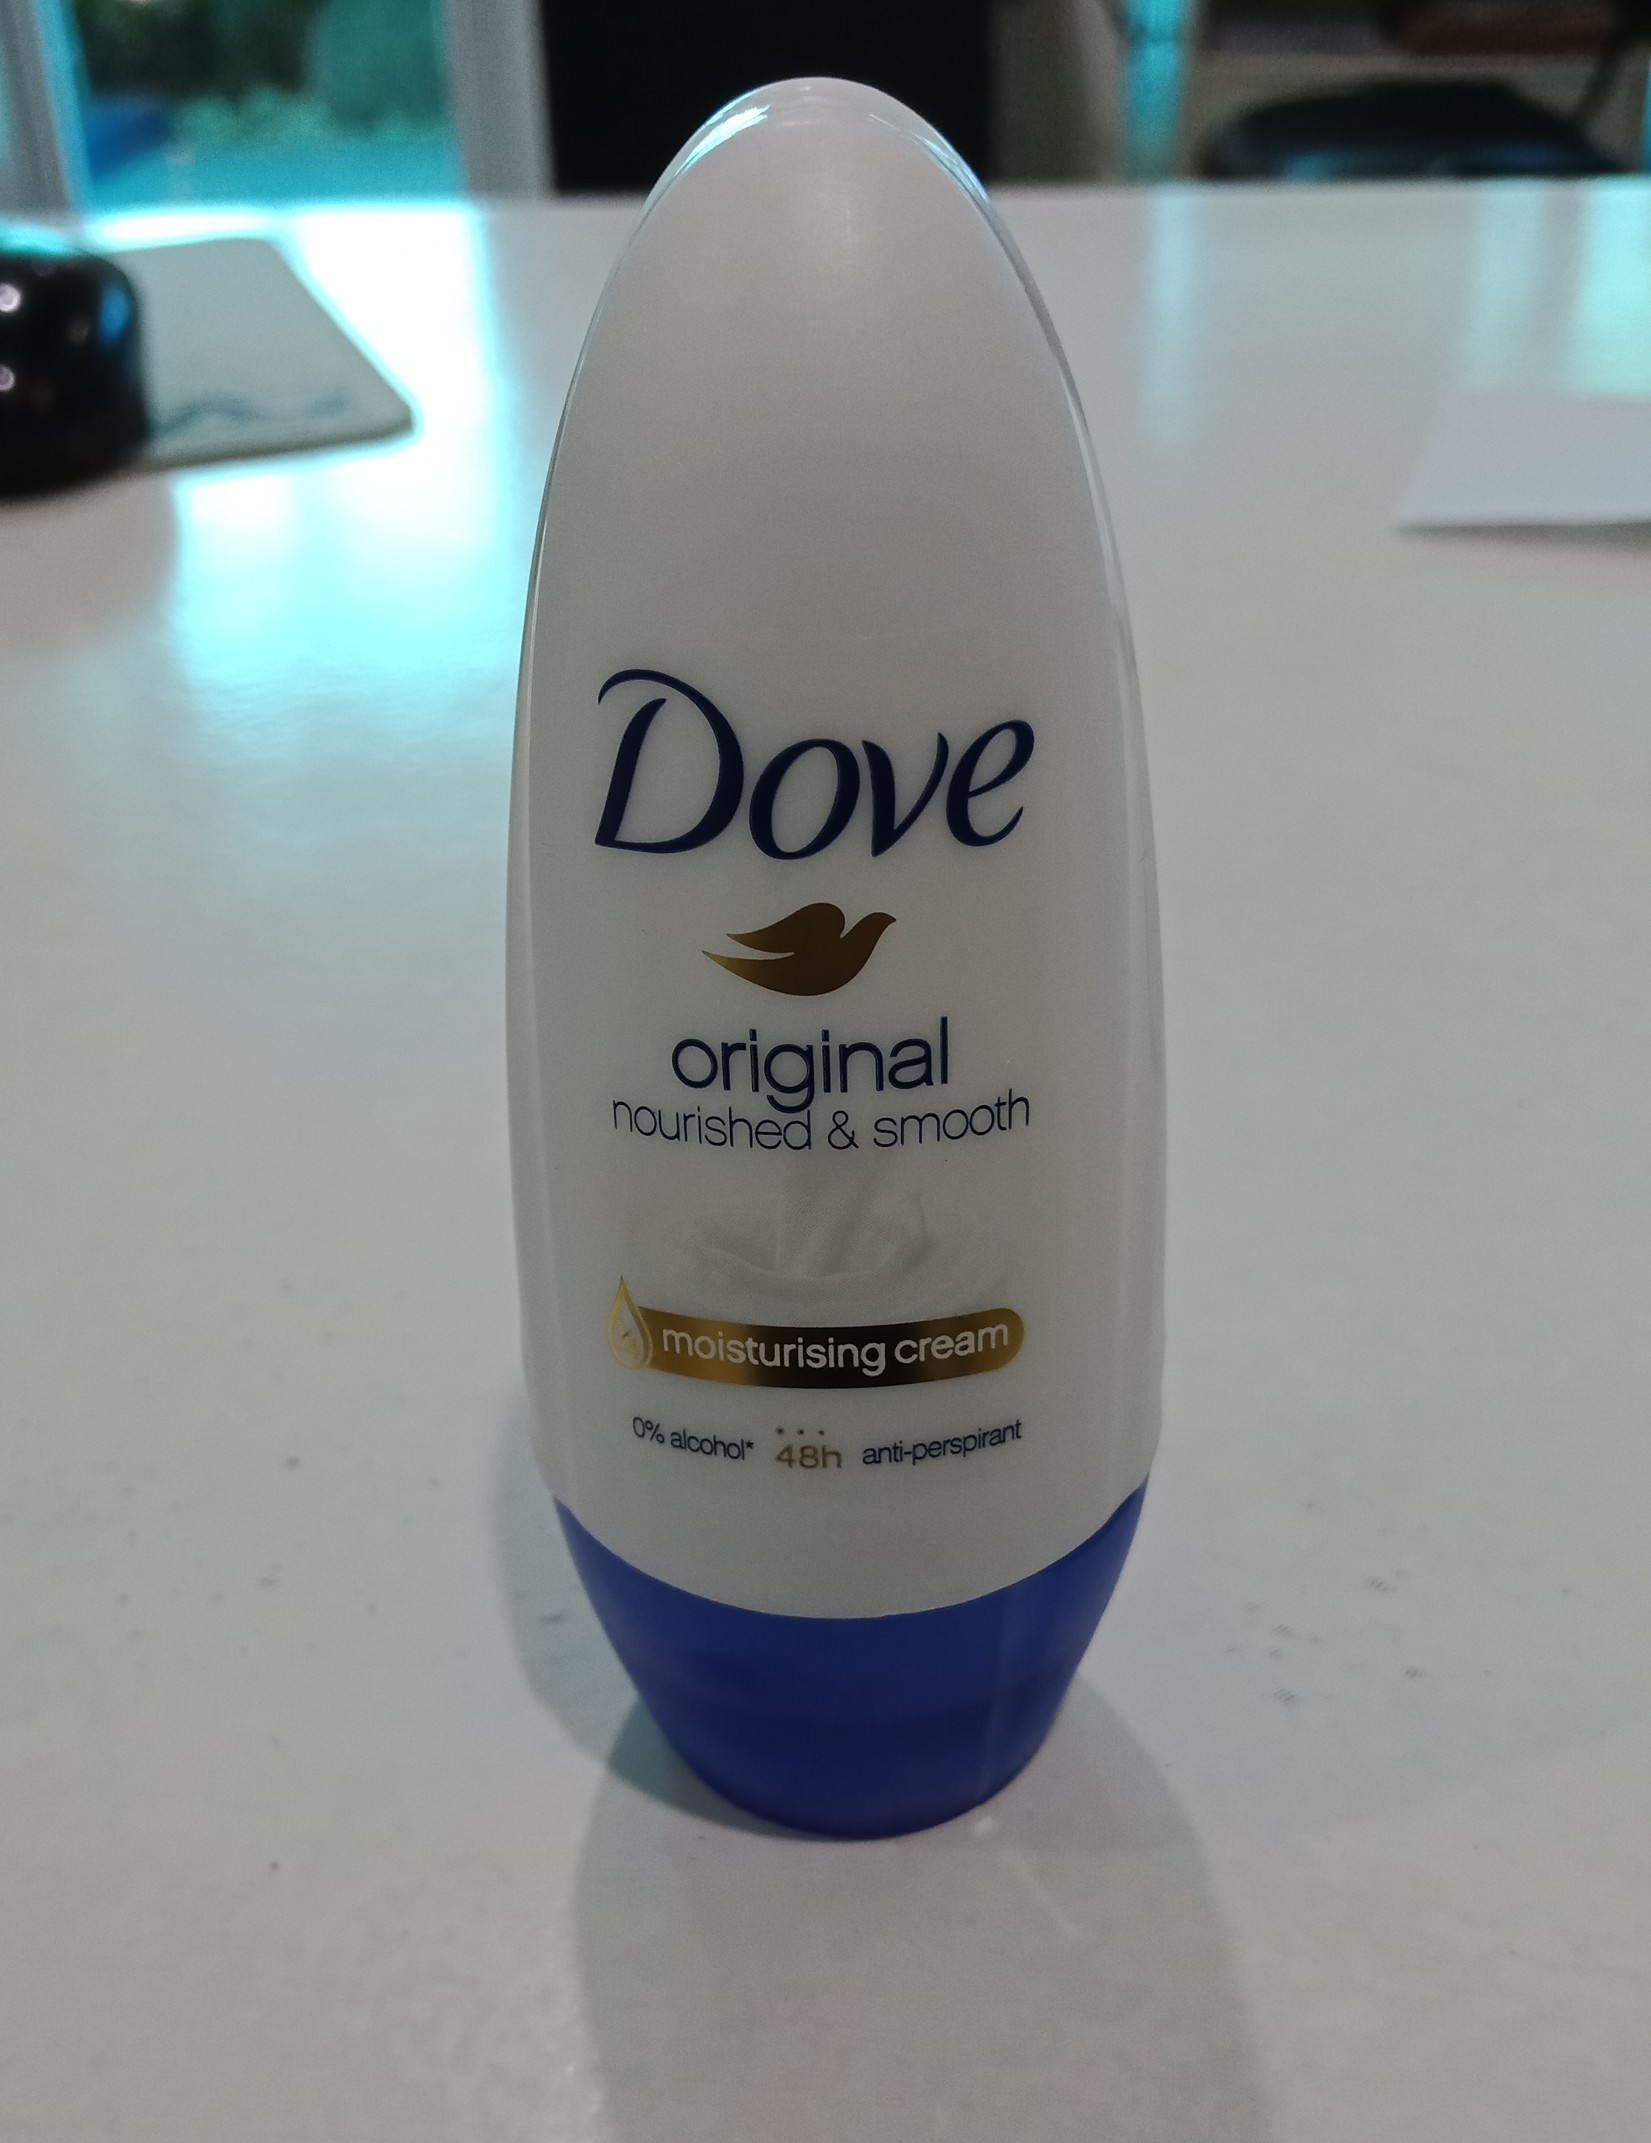 Dove
original
nourished & smooth
moisturising cream
0% alcohol* 48h anti-perspirant